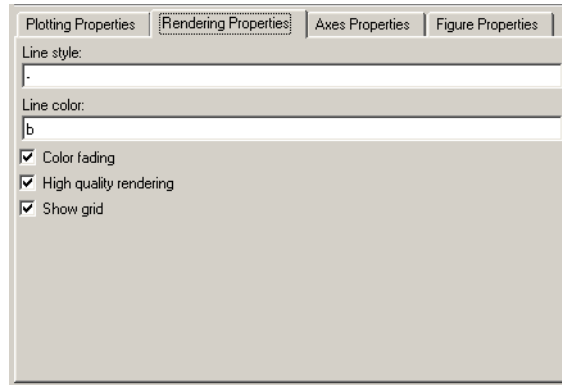 Plotting Properties Rendering Properties Axes Properties Figure Properties
Line style:
-
Line color:
b
Color fading
High quality rendering
Show grid